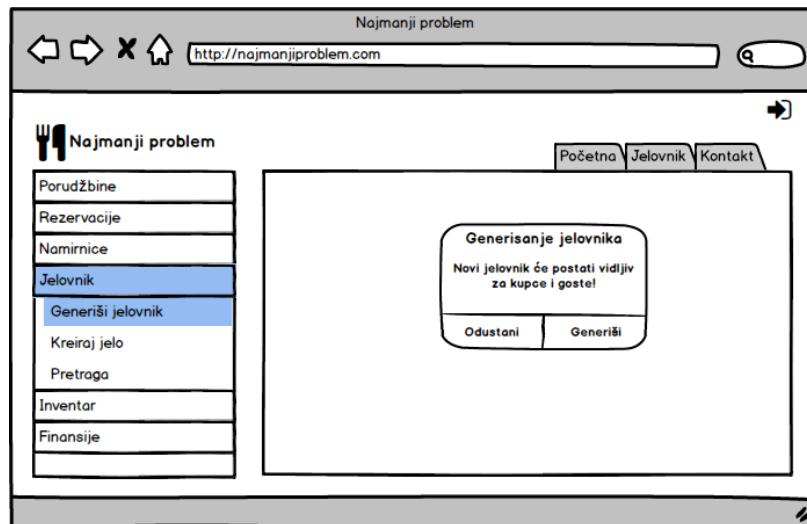 Najmanji problem
http://najmanjiproblem.com
Najmanji problem
Početna Jelovnik Kontakt
Porudžbine
Rezervacije
Namirnice
Jelovnik
Generiši jelovnik
Kreiraj jelo
Pretraga
Inventar
Finansije
Generisanje jelovnika
Novi jelovnik će postati vidljiv
za kupce i goste!
Odustani Generiši